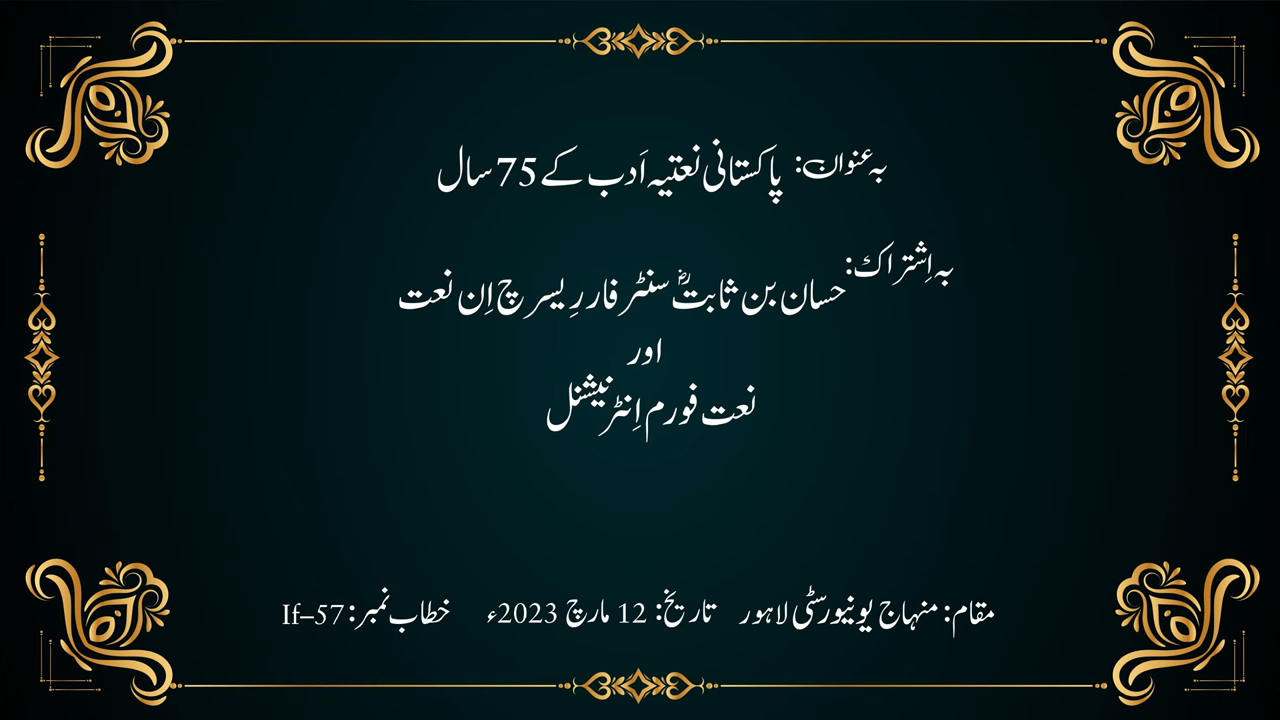 بہ عنوان: پاکستانی نعتیہ اَدب کے 75 سال
بہ اِشتراک:
حسان بن ثابتؓ سنٹر فار رِیسرچ اِن نعت
اور
نعت فورم اِنٹرنیشنل
مقام: منہاج یونیورسٹی لاہور تاریخ: 12 مارچ 2023ء خطاب نمبر: If-57